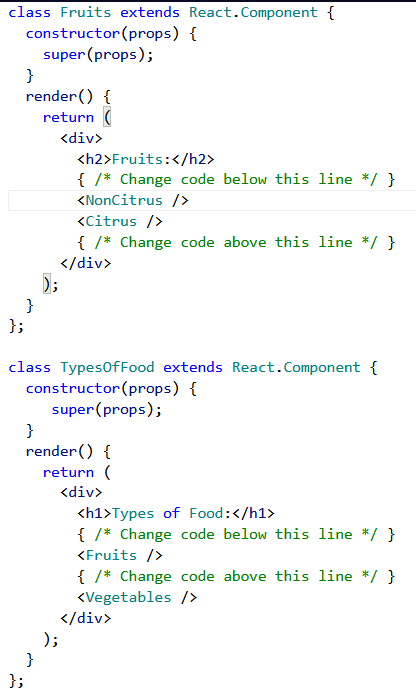 class Fruits extends React.Component {
  constructor(props) {
    super(props);
  }
  render() {
    return (
      <div>
        <h2>Fruits:</h2>
        { /* Change code below this line */ }
        <NonCitrus />
        <Citrus />
        { /* Change code above this line */ }
      </div>
    );
  }
};

class TypesOfFood extends React.Component {
  constructor(props) {
     super(props);
  }
  render() {
    return (
      <div>
        <h1>Types of Food:</h1>
        { /* Change code below this line */ }
        <Fruits />
        { /* Change code above this line */ }
        <Vegetables />
      </div>
    );
  }
};